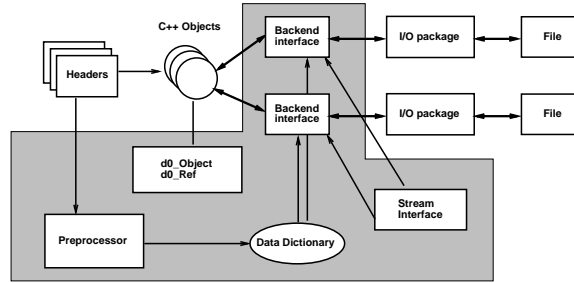 C++ Objects
Headers
Backend
interface
I/O package
File
Backend
interface
I/O package
File
d0_Object
d0_Ref
Stream
Interface
Preprocessor
Data Dictionary